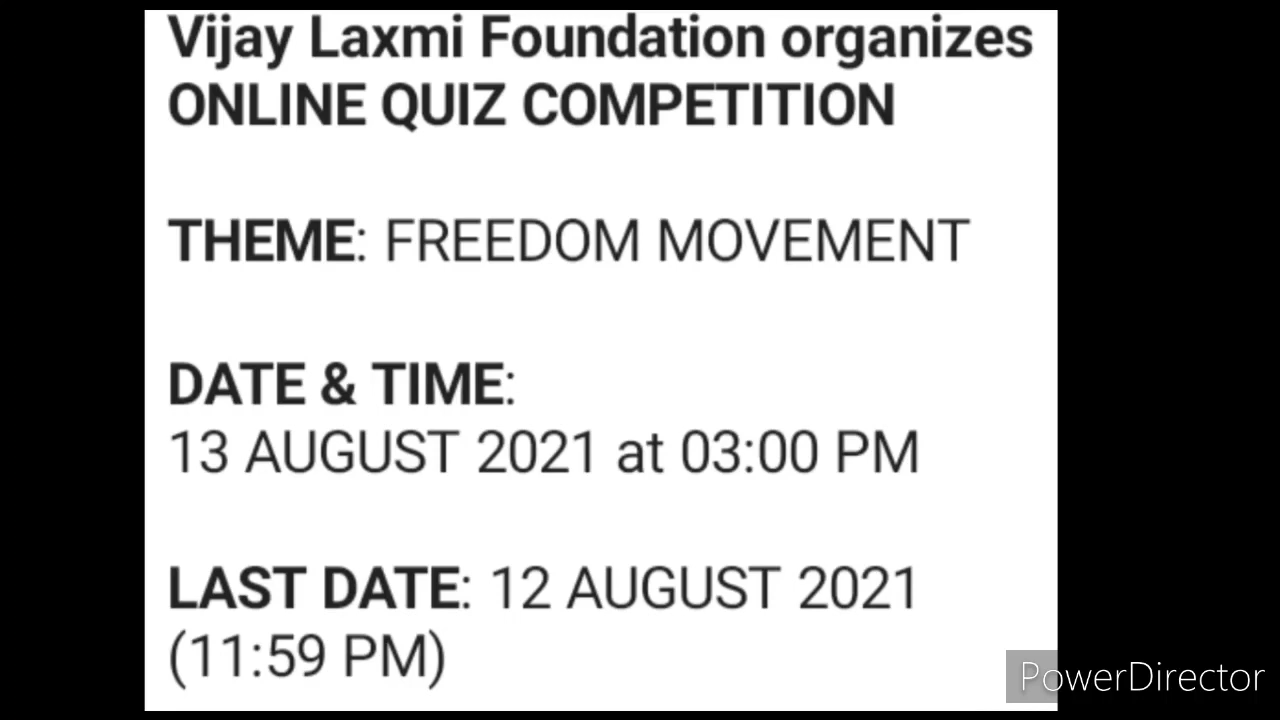 Vijay Laxmi Foundation organizes
ONLINE QUIZ COMPETITION
THEME: FREEDOM MOVEMENT
DATE & TIME:
13 AUGUST 2021 at 03:00 PM
LAST DATE: 12 AUGUST 2021
(11:59 PM)
PowerDirector